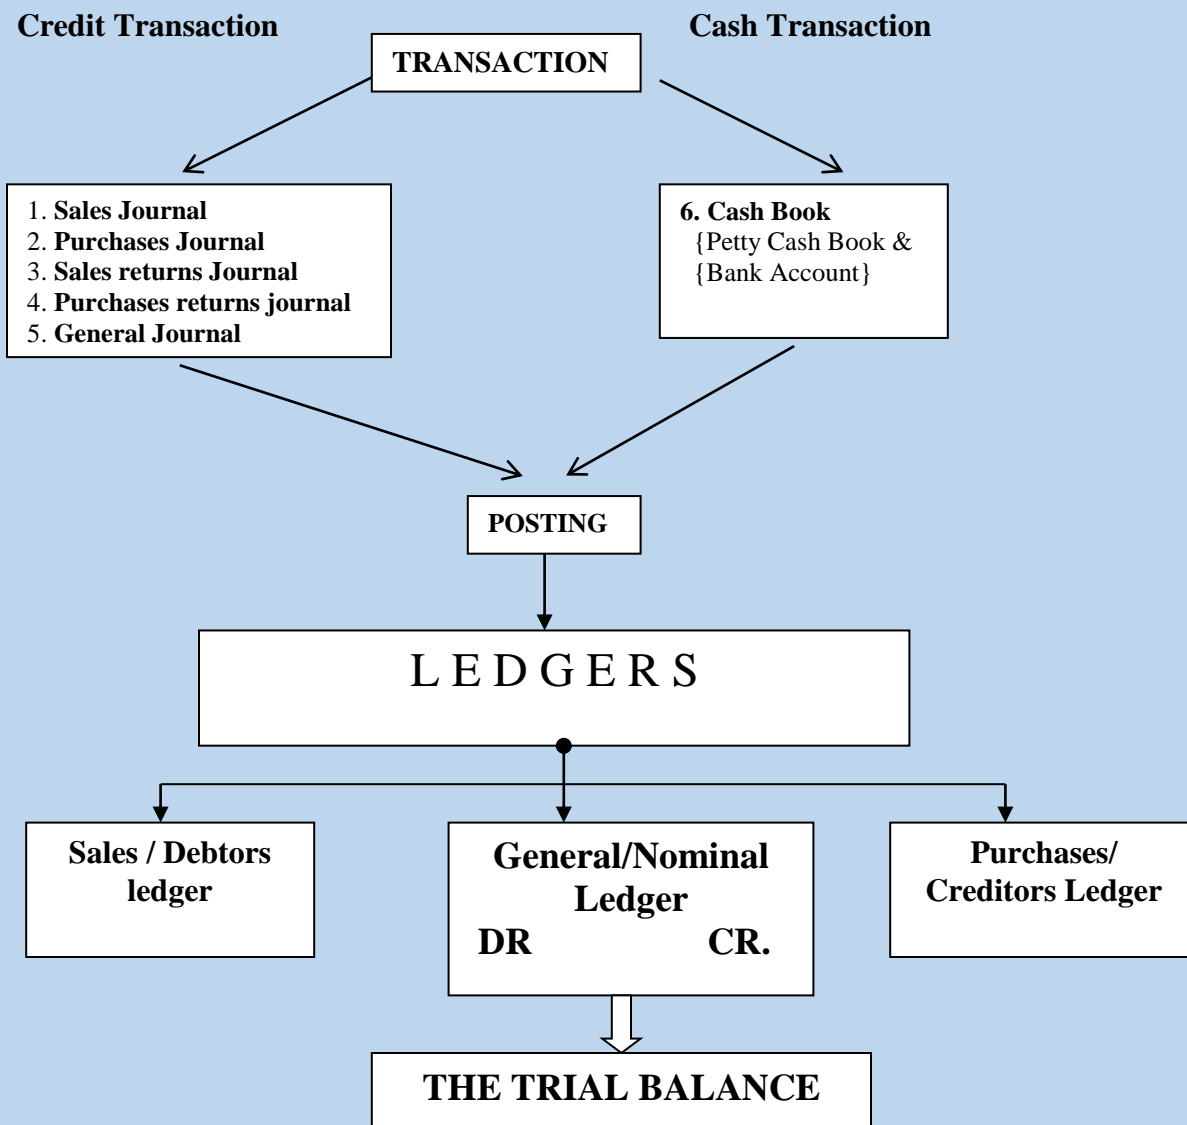 Credit Transaction
Cash Transaction
TRANSACTION
1. Sales Journal
2. Purchases Journal
3. Sales returns Journal
4. Purchases returns journal
5. General Journal
6. Cash Book
{Petty Cash Book &
{Bank Account}
POSTING
L E D G E R S
Sales / Debtors
ledger
General/Nominal
Ledger
DR CR.
Purchases/
Creditors Ledger
THE TRIAL BALANCE